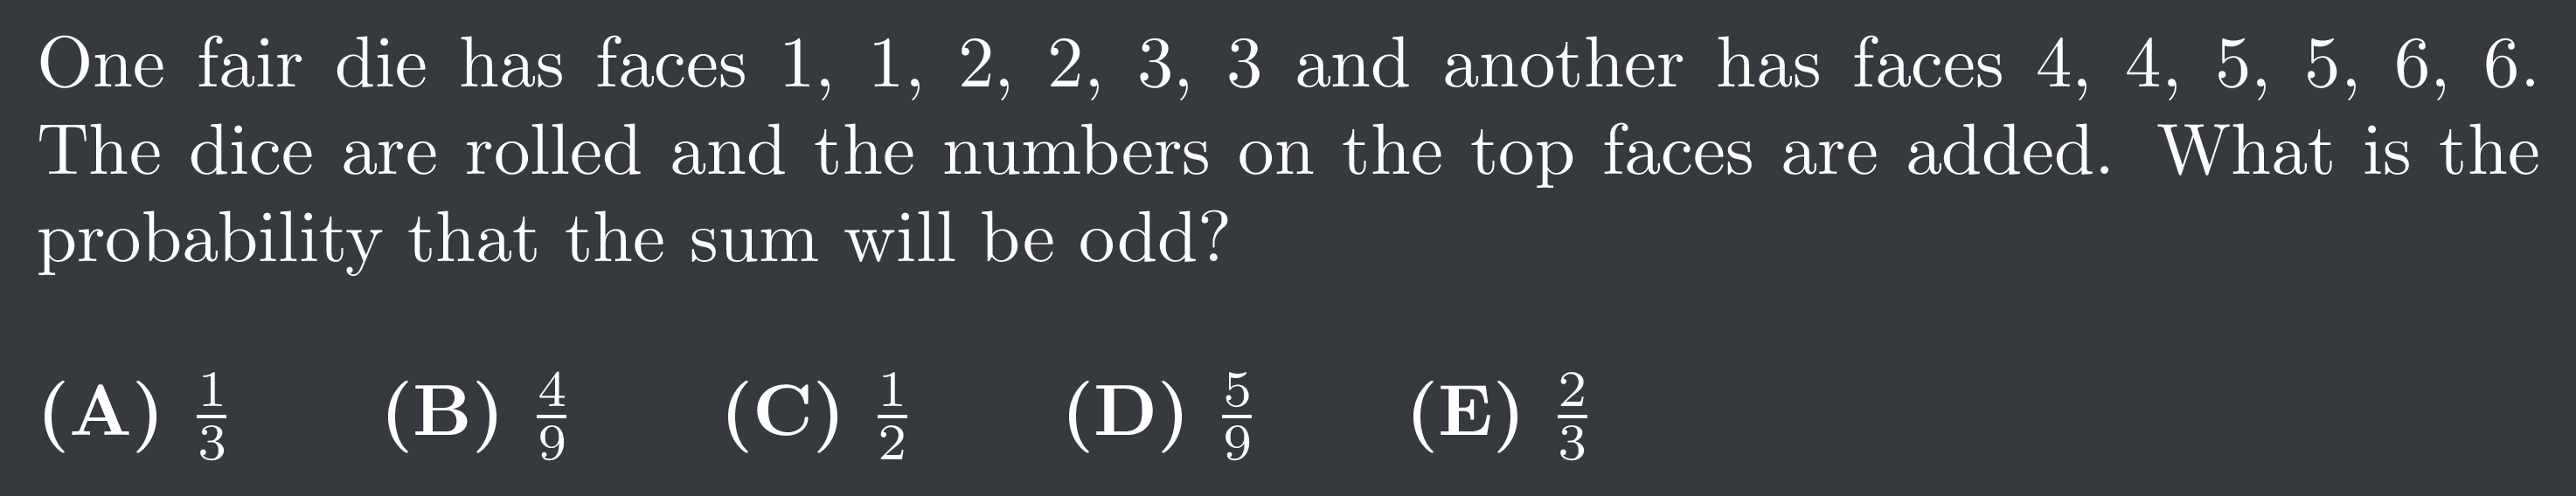 One fair die has faces 1, 1, 2, 2, 3, 3 and another has faces 4, 4, 5, 5, 6, 6.
The dice are rolled and the numbers on the top faces are added. What is the
probability that the sum will be odd?
(A) 1/3 (B) 4/9 (C) 1/2 (D) 5/9 (E) 2/3